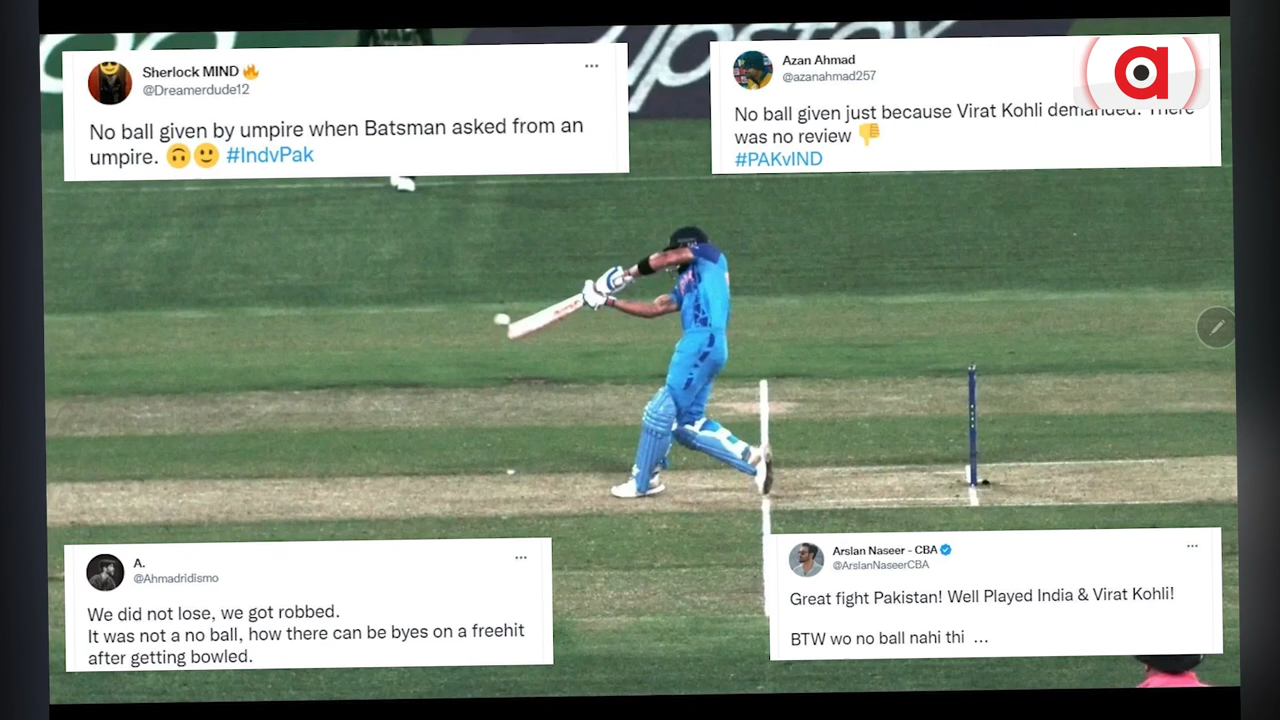 Sherlock MIND 🔥
@Dreamerdude12
No ball given by umpire when Batsman asked from an
umpire. 🙃🙂 #IndvPak
Azan Ahmad
@azanahmad257
No ball given just because Virat Kohli demanded. There
was no review 👎
#PAKvIND
a
A.
@Ahmadridismo
We did not lose, we got robbed.
It was not a no ball, how there can be byes on a freehit
after getting bowled.
Arslan Naseer - CBA
@ArslanNaseerCBA
Great fight Pakistan! Well Played India & Virat Kohli!
BTW wo no ball nahi thi ...